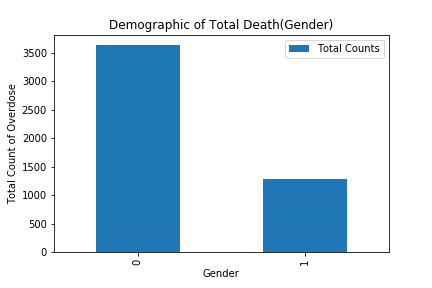 Demographic of Total Death(Gender)
Total Counts
3500
3000
2500
2000
1500
1000
500
0
Total Count of Overdose
0
1
Gender